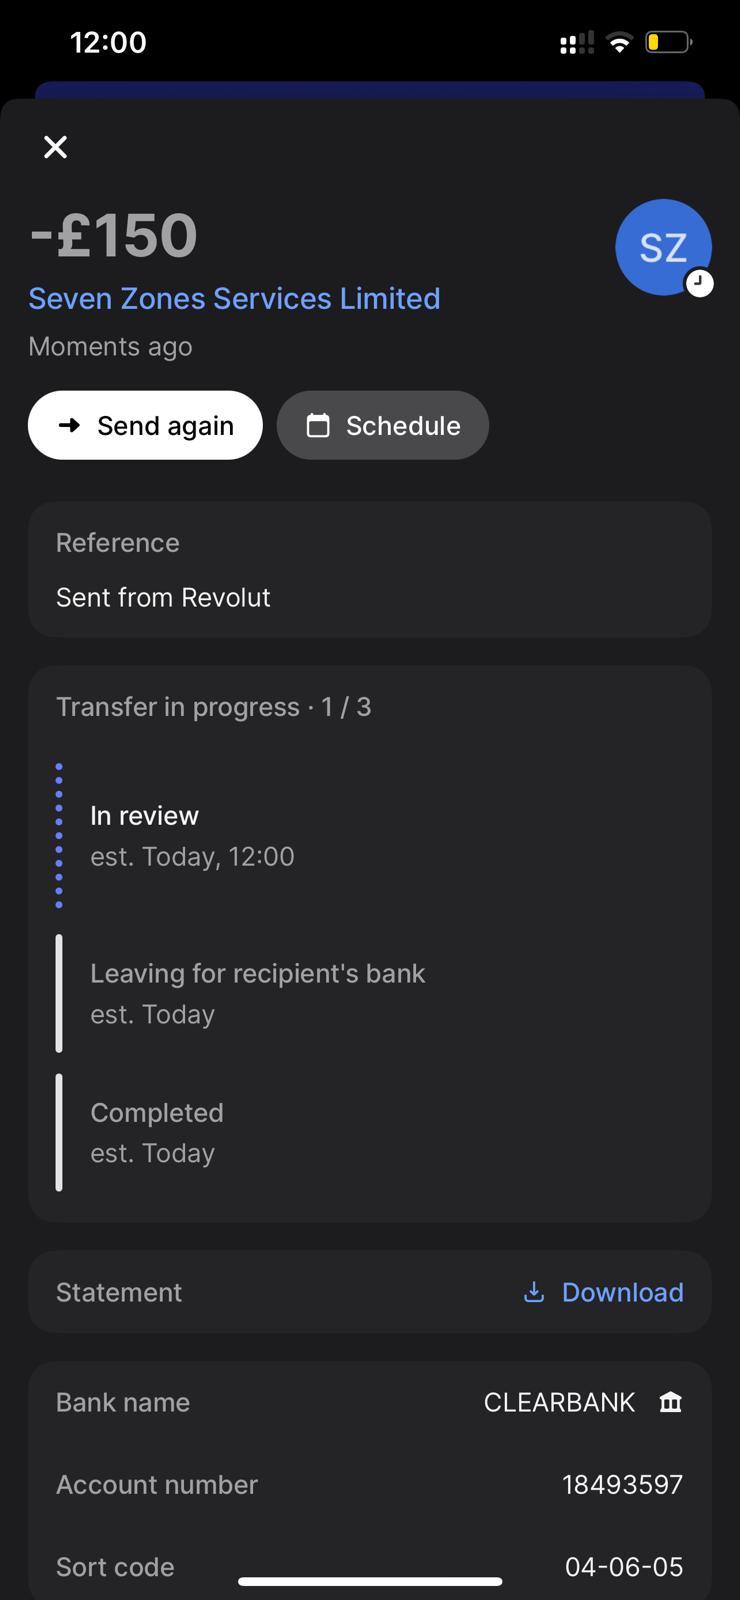 12:00
-£150
SZ
Seven Zones Services Limited
Moments ago
Send again
Schedule
Reference
Sent from Revolut
Transfer in progress · 1 / 3
In review
est. Today, 12:00
Leaving for recipient's bank
est. Today
Completed
est. Today
Statement
Download
Bank name
CLEARBANK
Account number
18493597
Sort code
04-06-05